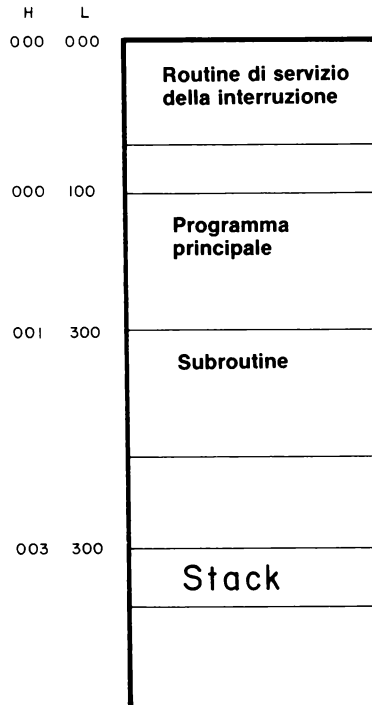 H L
000 000
Routine di servizio
della interruzione
000 100
Programma
principale
001 300
Subroutine
003 300
Stack